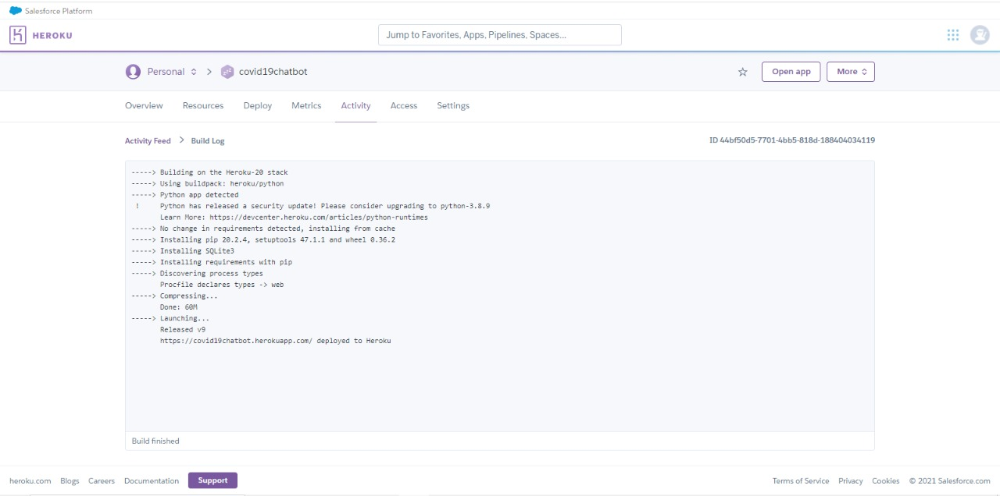 Salesforce Platform
HEROKU
Jump to Favorites, Apps, Pipelines, Spaces...
Personal > covid19chatbot
Open app
More
Overview Resources Deploy Metrics Activity Access Settings
Activity Feed > Build Log
ID 44bf50d5-7701-4bb5-818d-188404034119
-----> Building on the Heroku-20 stack
-----> Using buildpack: heroku/python
-----> Python app detected
! Python has released a security update! Please consider upgrading to python-3.8.9
Learn More: https://devcenter.heroku.com/articles/python-runtimes
-----> No change in requirements detected, installing from cache
-----> Installing pip 20.2.4, setuptools 47.1.1 and wheel 0.36.2
-----> Installing SQLite3
-----> Installing requirements with pip
-----> Discovering process types
Procfile declares types -> web
-----> Compressing...
Done: 60M
-----> Launching...
Released v9
https://covid19chatbot.herokuapp.com/ deployed to Heroku
Build finished
heroku.com Blogs Careers Documentation Support
Terms of Service Privacy Cookies © 2021 Salesforce.com